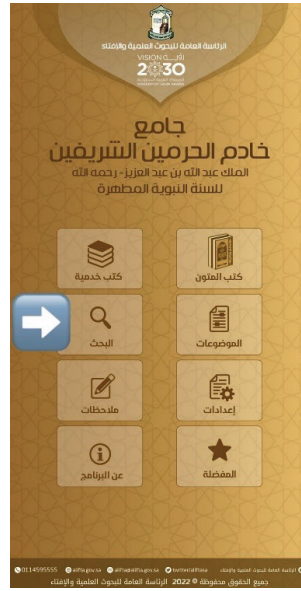 الرئاسة العامة للبحوث العلمية والإفتاء
VISION رؤيــة
2030
جامع
خادم الحرمين الشريفين
الملك عبد الله بن عبد العزيز - رحمه الله
للسنة النبوية المطهرة
كتب المتون
كتب خدمية
الموضوعات
البحث
إعدادات
ملاحظات
المفضلة
عن البرنامج
0114595555
جميع الحقوق محفوظة © 2022 الرئاسة العامة للبحوث العلمية والإفتاء